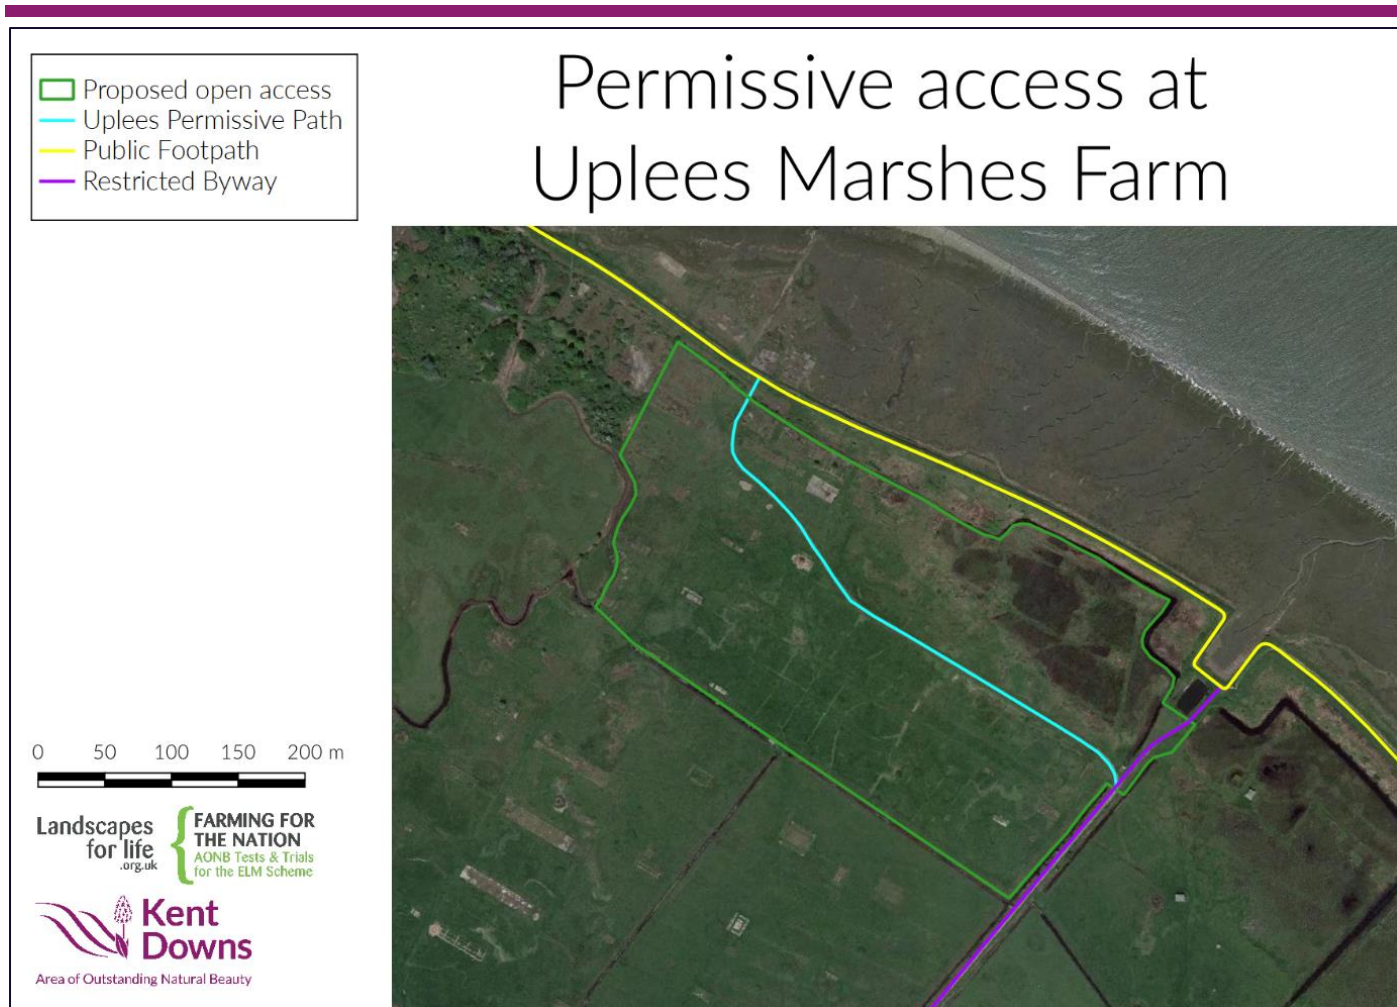 Permissive access at
Uplees Marshes Farm
Proposed open access
Uplees Permissive Path
Public Footpath
Restricted Byway
0 50 100 150 200 m
Landscapes
for life
.org.uk
FARMING FOR
THE NATION
AONB Tests & Trials
for the ELM Scheme
Kent
Downs
Area of Outstanding Natural Beauty